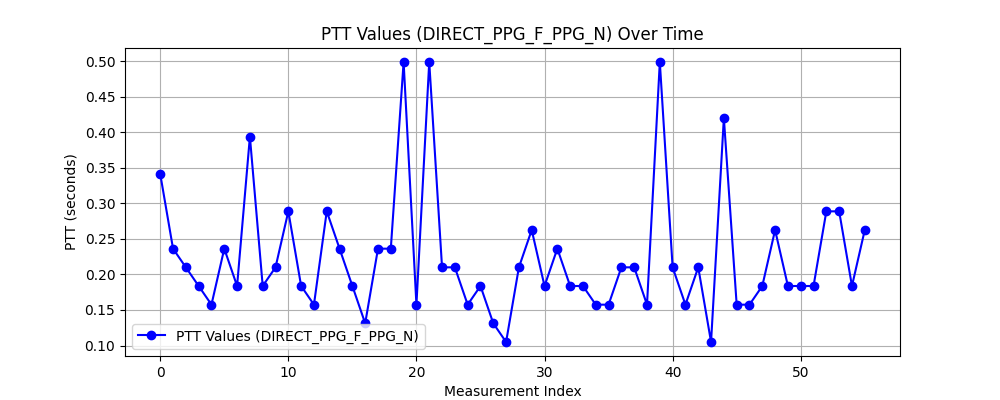 PTT Values (DIRECT_PPG_F_PPG_N) Over Time
PTT (seconds)
0.50
0.45
0.40
0.35
0.30
0.25
0.20
0.15
0.10
PTT Values (DIRECT_PPG_F_PPG_N)
0 10 20 30 40 50
Measurement Index